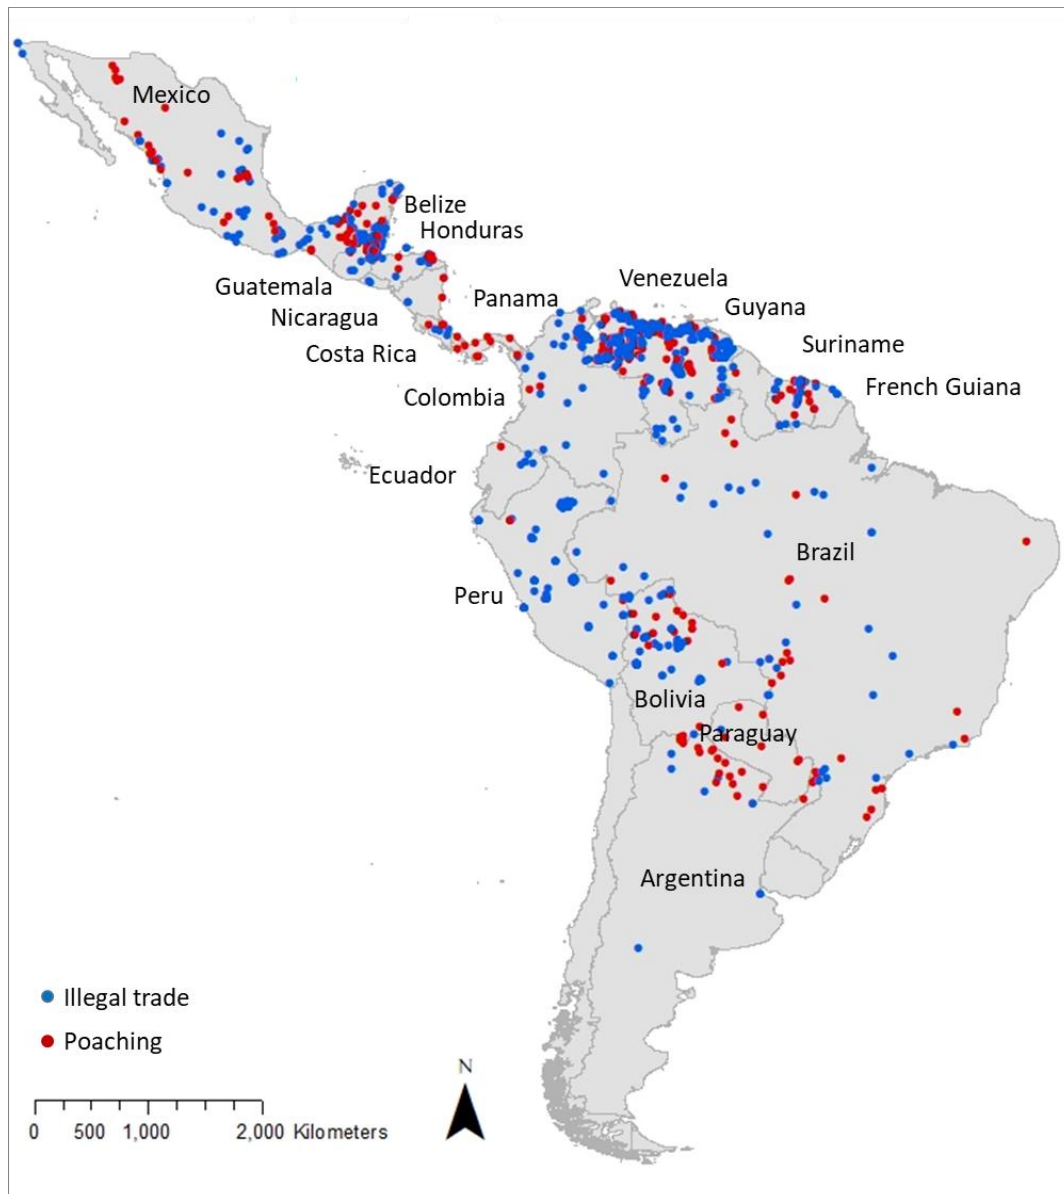 Mexico
Belize
Honduras
Guatemala
Nicaragua
Costa Rica
Panama
Venezuela
Guyana
Suriname
French Guiana
Colombia
Ecuador
Brazil
Peru
Bolivia
Paraguay
Argentina
Illegal trade
Poaching
N
0 500 1,000 2,000 Kilometers